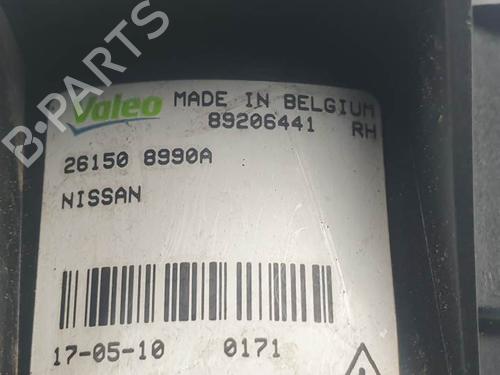 Valeo MADE IN BELGIUM
89206441 RH
26150 8990A
NISSAN
17-05-10 0171
B-PARTS